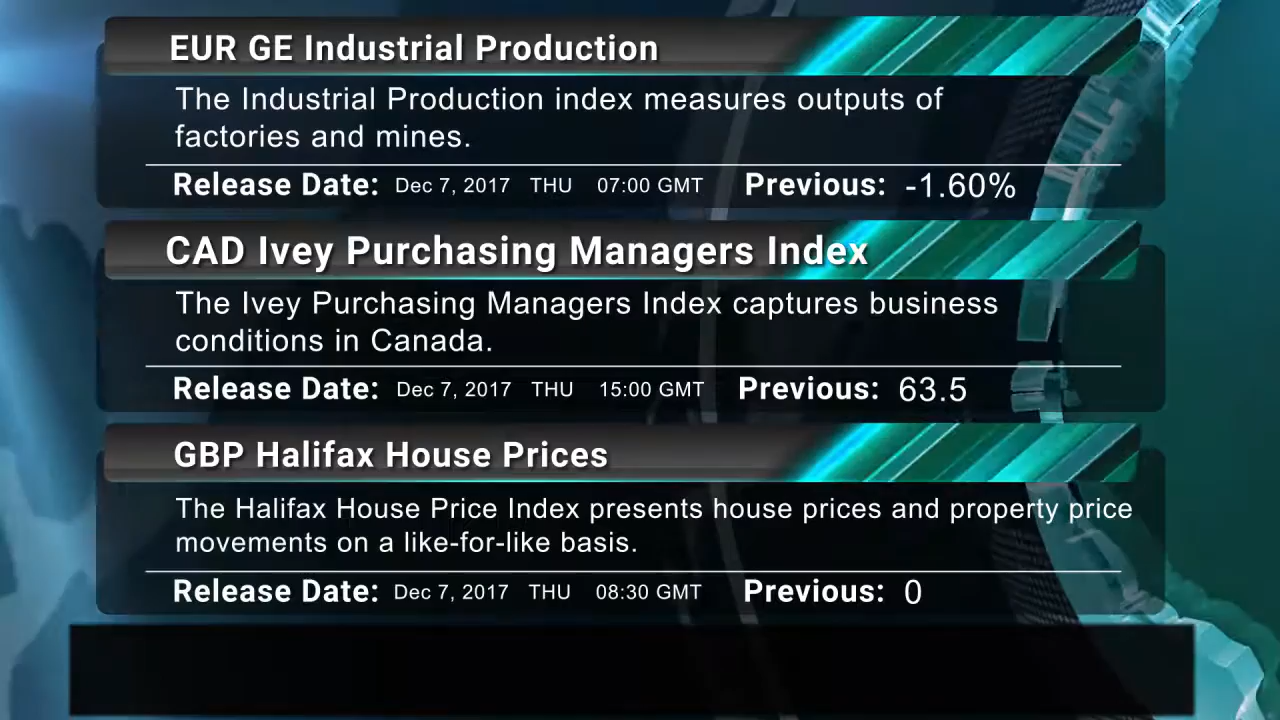 EUR GE Industrial Production
The Industrial Production index measures outputs of
factories and mines.
Release Date: Dec 7, 2017 THU 07:00 GMT Previous: -1.60%
CAD Ivey Purchasing Managers Index
The Ivey Purchasing Managers Index captures business
conditions in Canada.
Release Date: Dec 7, 2017 THU 15:00 GMT Previous: 63.5
GBP Halifax House Prices
The Halifax House Price Index presents house prices and property price
movements on a like-for-like basis.
Release Date: Dec 7, 2017 THU 08:30 GMT Previous: 0